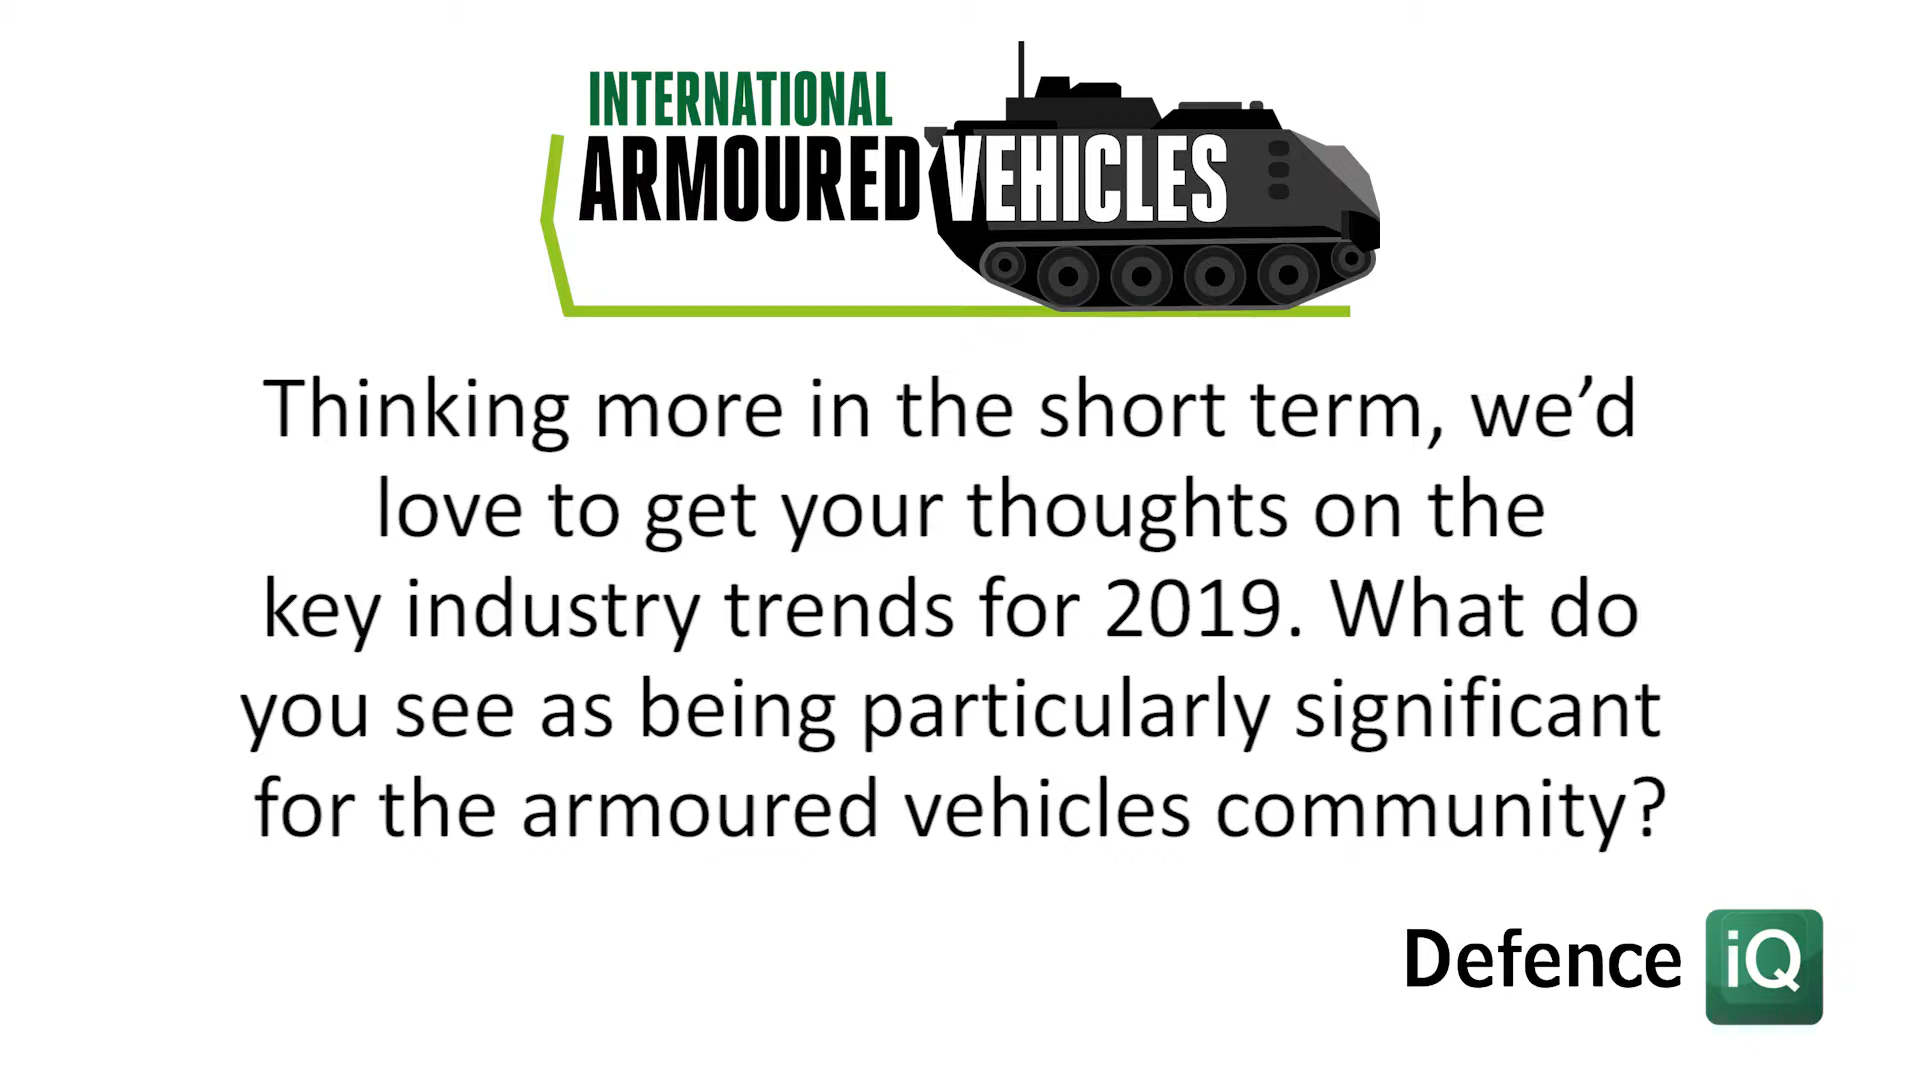 INTERNATIONAL
ARMOURED VEHICLES
Thinking more in the short term, we’d
love to get your thoughts on the
key industry trends for 2019. What do
you see as being particularly significant
for the armoured vehicles community?
Defence iQ